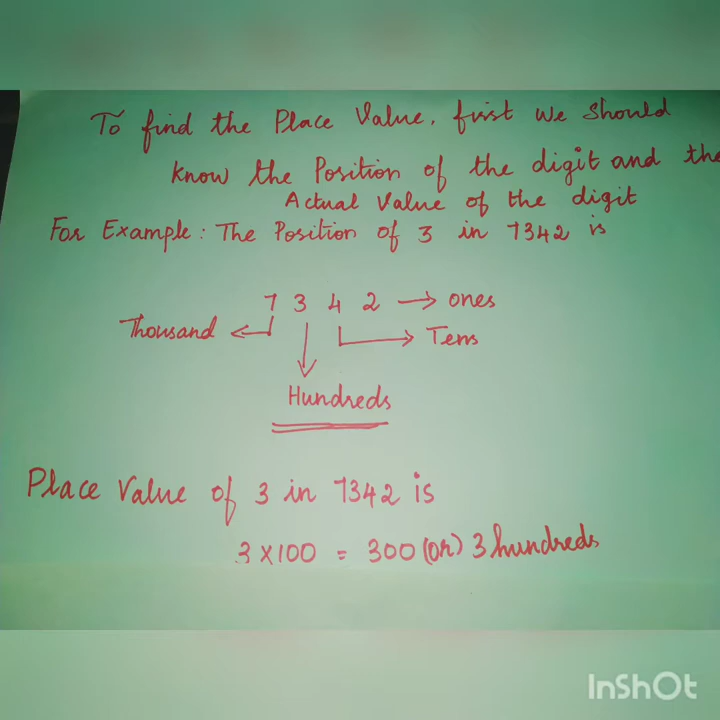 To find the Place Value, first we should
know the Position of the digit and the
Actual Value of the digit
For Example: The Position of 3 in 7342 is
7 3 4 2 → ones
Thousand ← → Tens
Hundreds
Place Value of 3 in 7342 is
3 × 100 = 300 (or) 3 hundreds
InShOt